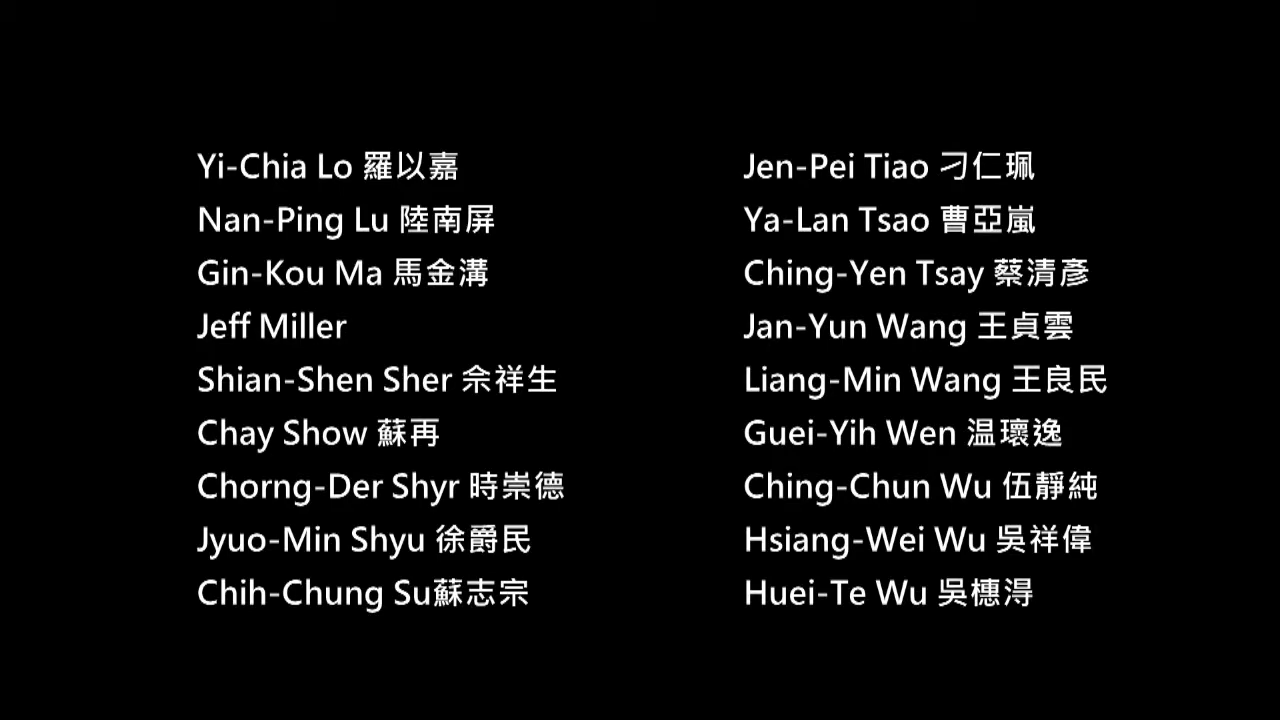 Yi-Chia Lo 羅以嘉
Nan-Ping Lu 陸南屏
Gin-Kou Ma 馬金溝
Jeff Miller
Shian-Shen Sher 佘祥生
Chay Show 蘇再
Chorng-Der Shyr 時崇德
Jyuo-Min Shyu 徐爵民
Chih-Chung Su蘇志宗
Jen-Pei Tiao 刁仁珮
Ya-Lan Tsao 曹亞嵐
Ching-Yen Tsay 蔡清彥
Jan-Yun Wang 王貞雲
Liang-Min Wang 王良民
Guei-Yih Wen 温瓌逸
Ching-Chun Wu 伍靜純
Hsiang-Wei Wu 吳祥偉
Huei-Te Wu 吳橞淂